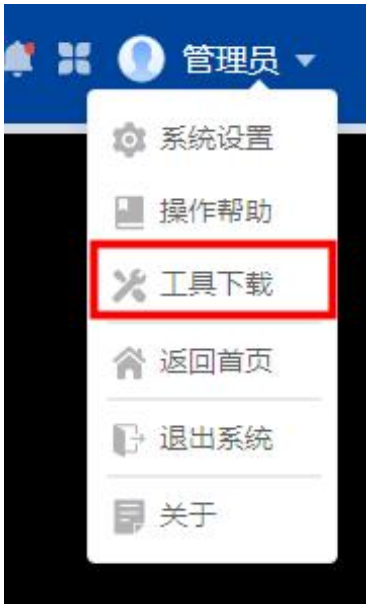 管理员
系统设置
操作帮助
工具下载
返回首页
退出系统
关于